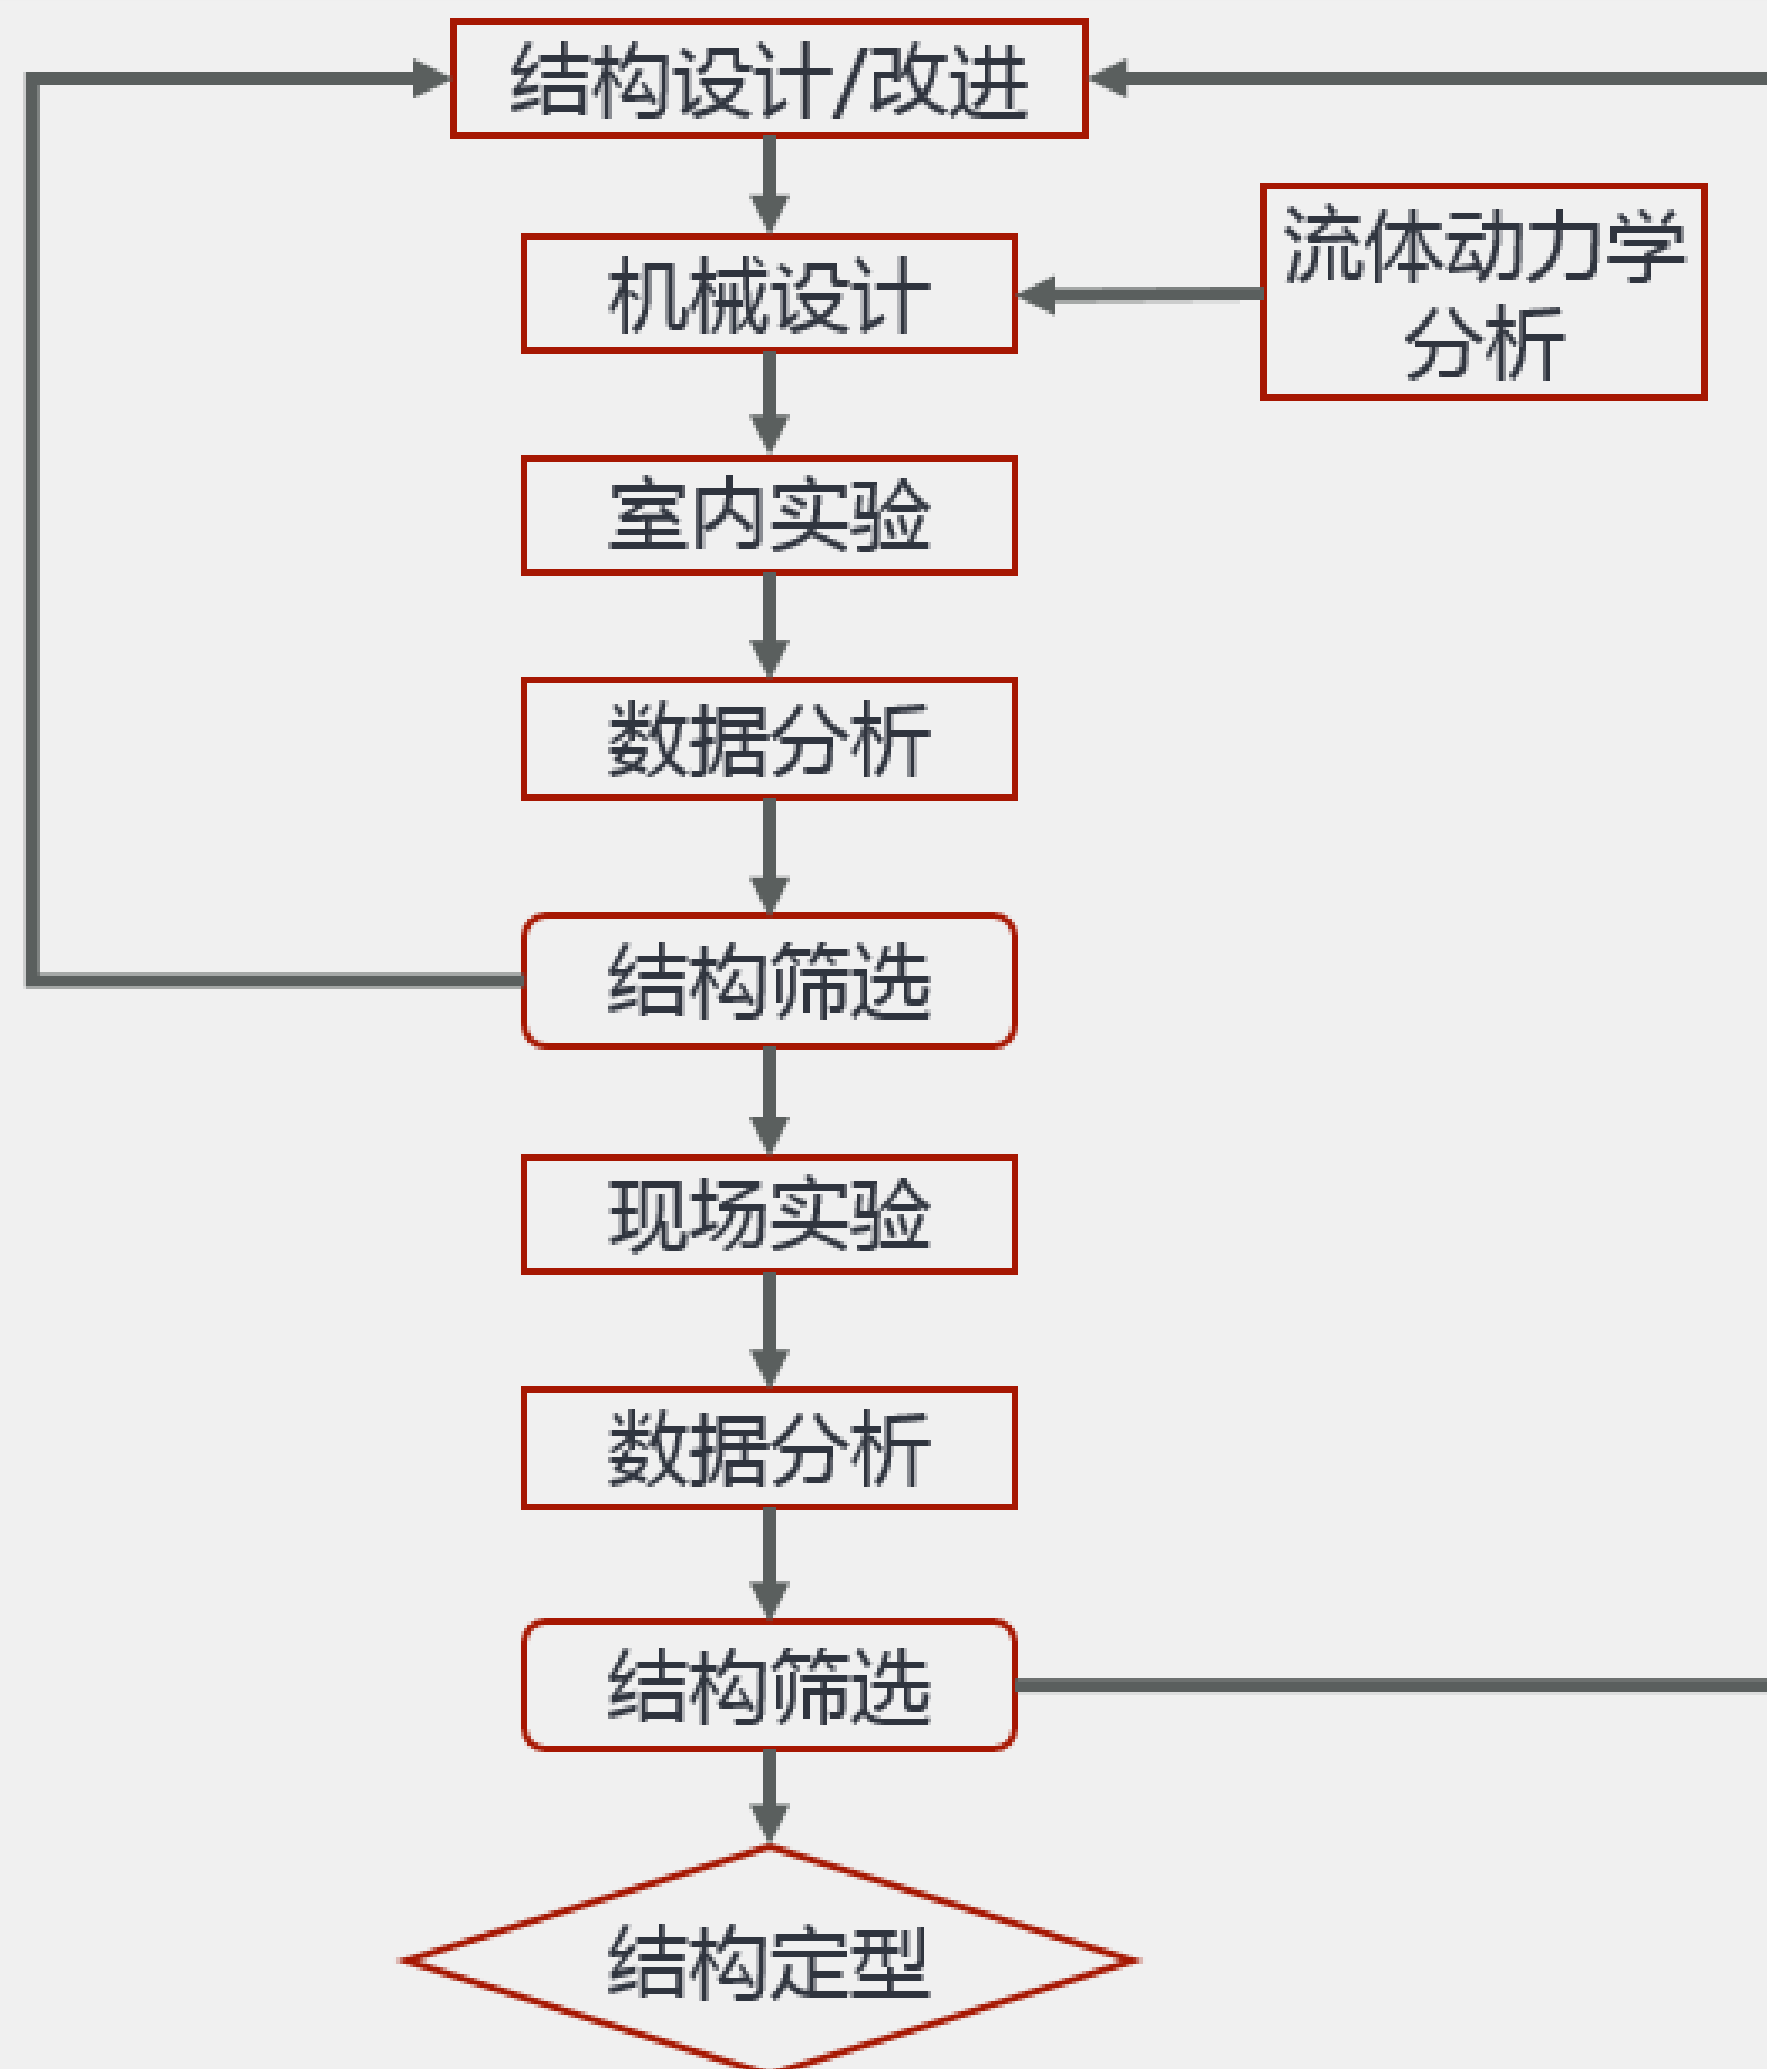 结构设计/改进
机械设计
流体动力学
分析
室内实验
数据分析
结构筛选
现场实验
数据分析
结构筛选
结构定型